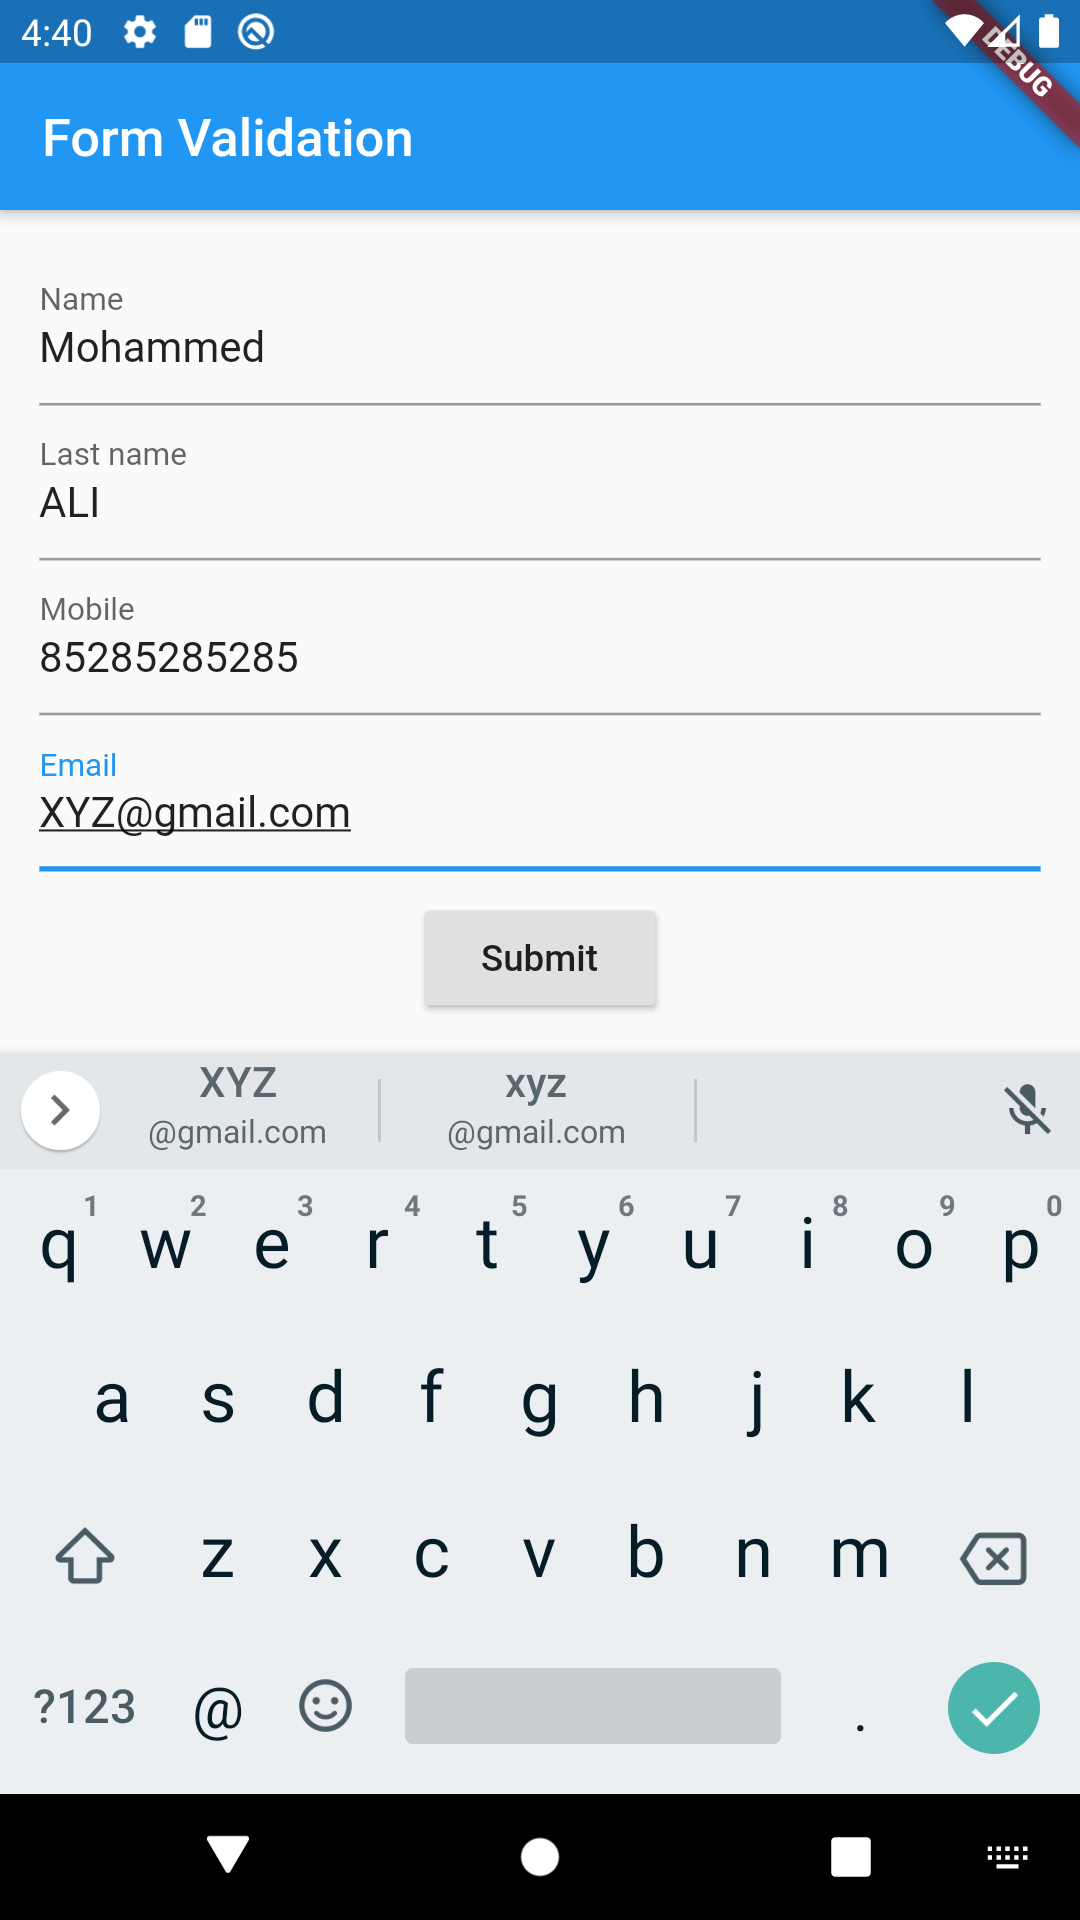 4:40
DEBUG
Form Validation
Name
Mohammed
Last name
ALI
Mobile
85285285285
Email
XYZ@gmail.com
Submit
XYZ @gmail.com
xyz @gmail.com
1 2 3 4 5 6 7 8 9 0
q w e r t y u i o p
a s d f g h j k l
z x c v b n m
?123 @ .